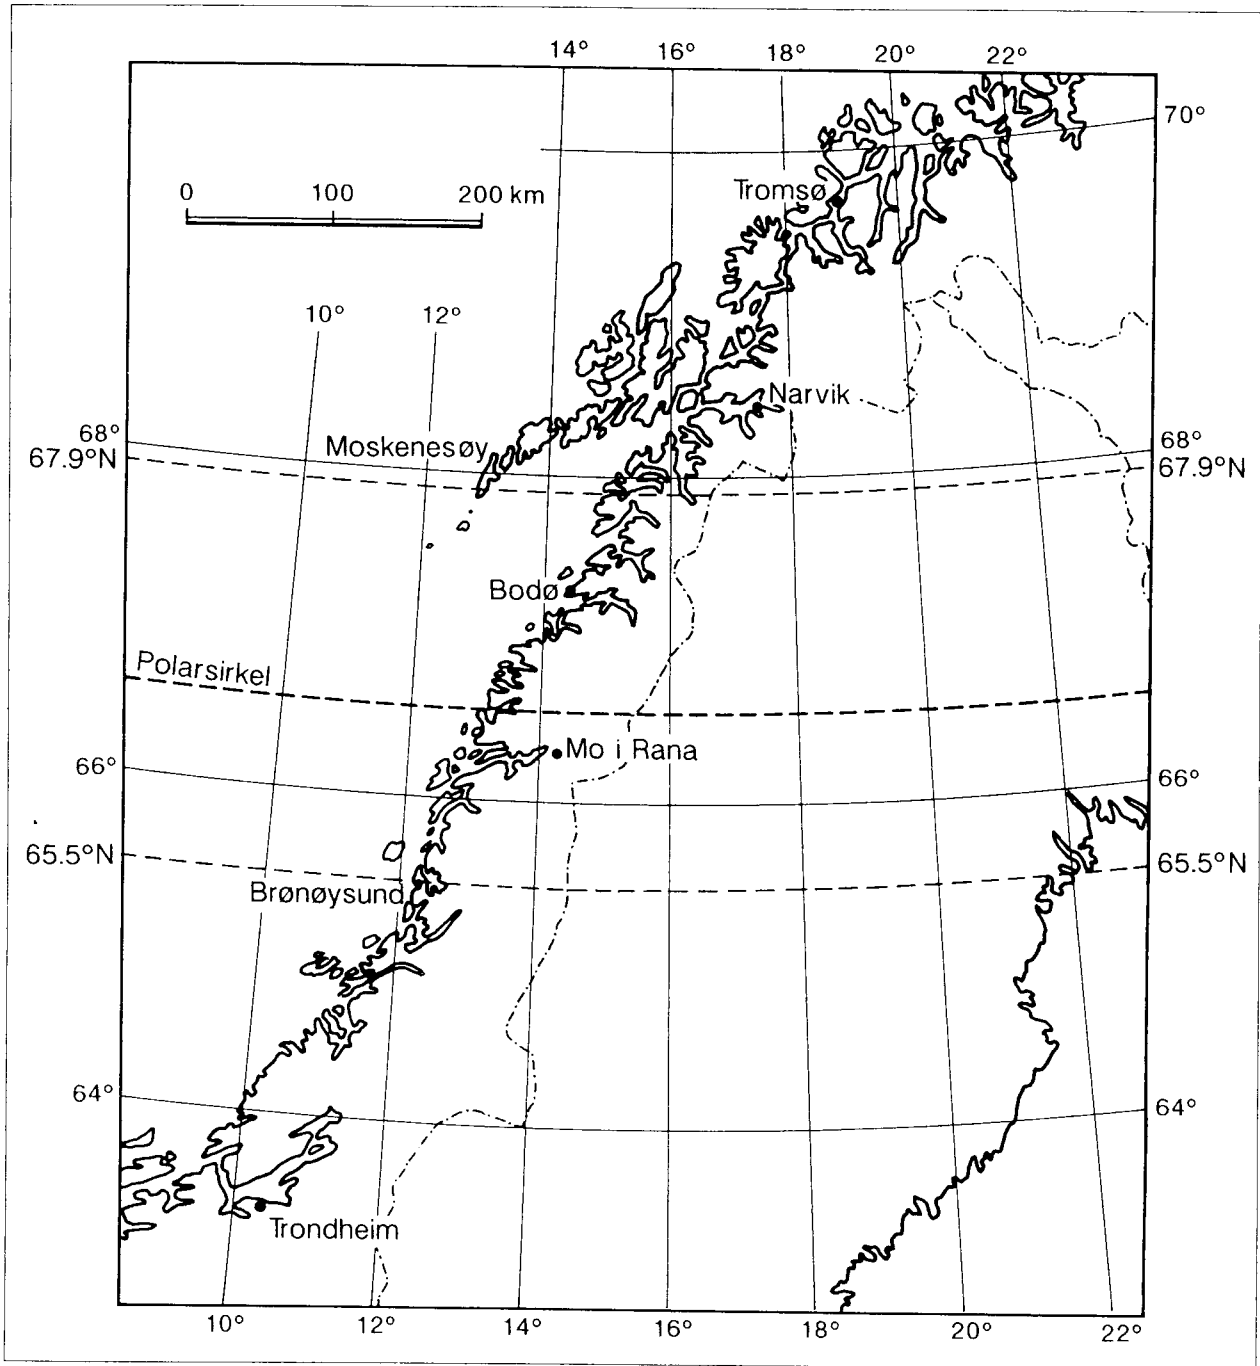 14° 16° 18° 20° 22°
70°
Tromsø
0 100 200 km
10° 12°
Narvik
68° Moskenesøy 68°
67.9°N 67.9°N
Bodø
Polarsirkel
Mo i Rana
66° 66°
65.5°N 65.5°N
Brønøysund
64° 64°
Trondheim
10° 12° 14° 16° 18° 20° 22°